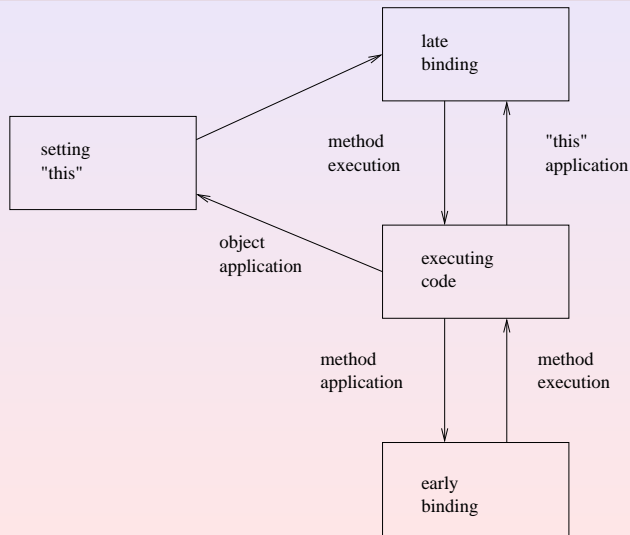 late
binding
setting
"this"
method
execution
"this"
application
object
application
executing
code
method
application
method
execution
early
binding